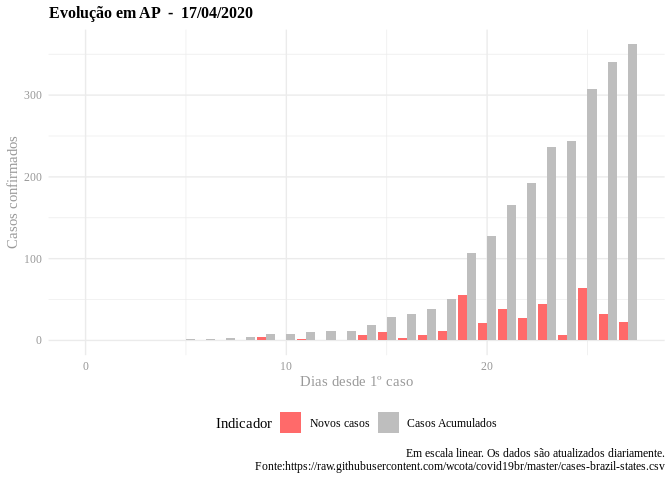 Evolução em AP - 17/04/2020
Casos confirmados
300
200
100
0
0 10 20
Dias desde 1º caso
Indicador Novos casos Casos Acumulados
Em escala linear. Os dados são atualizados diariamente.
Fonte:https://raw.githubusercontent.com/wcota/covid19br/master/cases-brazil-states.csv